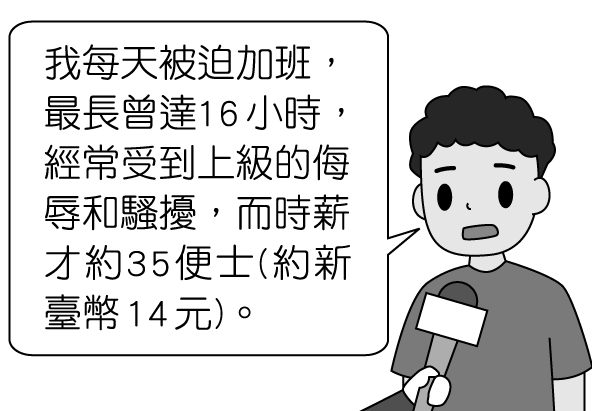 我每天被迫加班，
最長曾達16小時，
經常受到上級的侮
辱和騷擾，而時薪
才約35便士(約新
臺幣14元)。